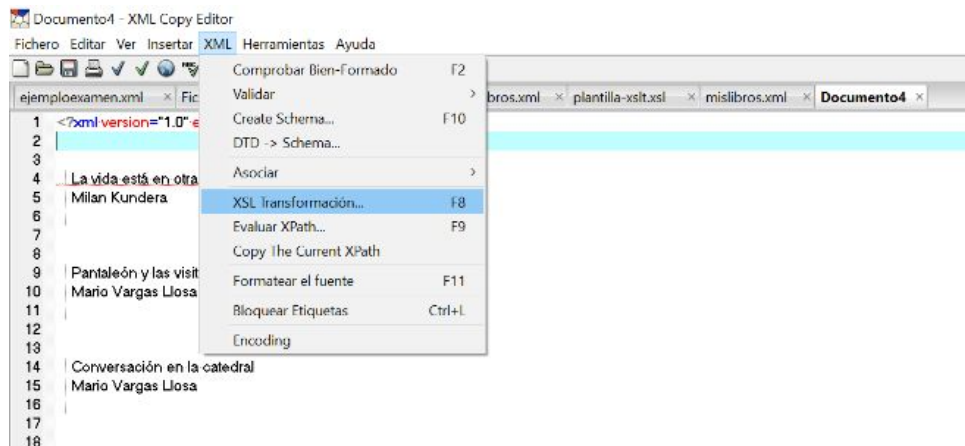 Documento4 - XML Copy Editor
Fichero Editar Ver Insertar XML Herramientas Ayuda
ejemploexamen.xml × Fic bros.xml × plantilla-xslt.xsl × mislibros.xml × Documento4 ×
Comprobar Bien-Formado F2
Validar >
Create Schema... F10
DTD -> Schema...
Asociar >
XSL Transformación... F8
Evaluar XPath... F9
Copy The Current XPath
Formatear el fuente F11
Bloquear Etiquetas Ctrl+L
Encoding
1 <?xml version="1.0" e
2
3
4 La vida está en otra
5 Milan Kundera
6
7
8
9 Pantaleón y las visit
10 Mario Vargas Llosa
11
12
13
14 Conversación en la catedral
15 Mario Vargas Llosa
16
17
18